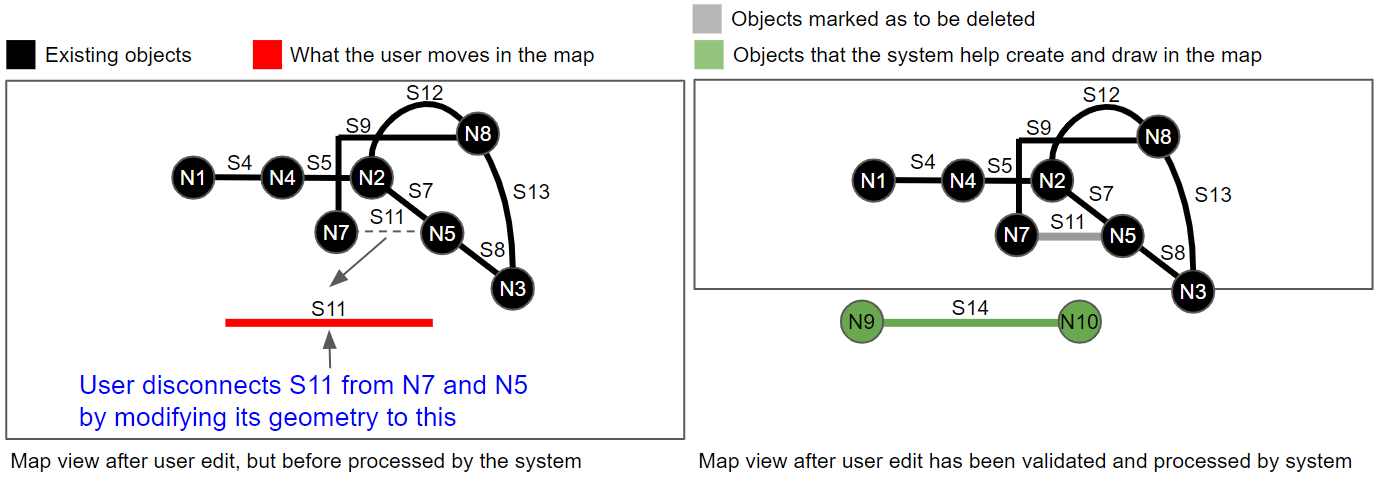 Objects marked as to be deleted
Existing objects
What the user moves in the map
Objects that the system help create and draw in the map
S12
S9
N8
S4
S5
N1
N4
N2
S7
S13
S11
N7
N5
S8
N3
S11
User disconnects S11 from N7 and N5
by modifying its geometry to this
Map view after user edit, but before processed by the system
S12
S9
N8
S4
S5
N1
N4
N2
S7
S13
S11
N7
N5
S8
N3
S14
N9
N10
Map view after user edit has been validated and processed by system